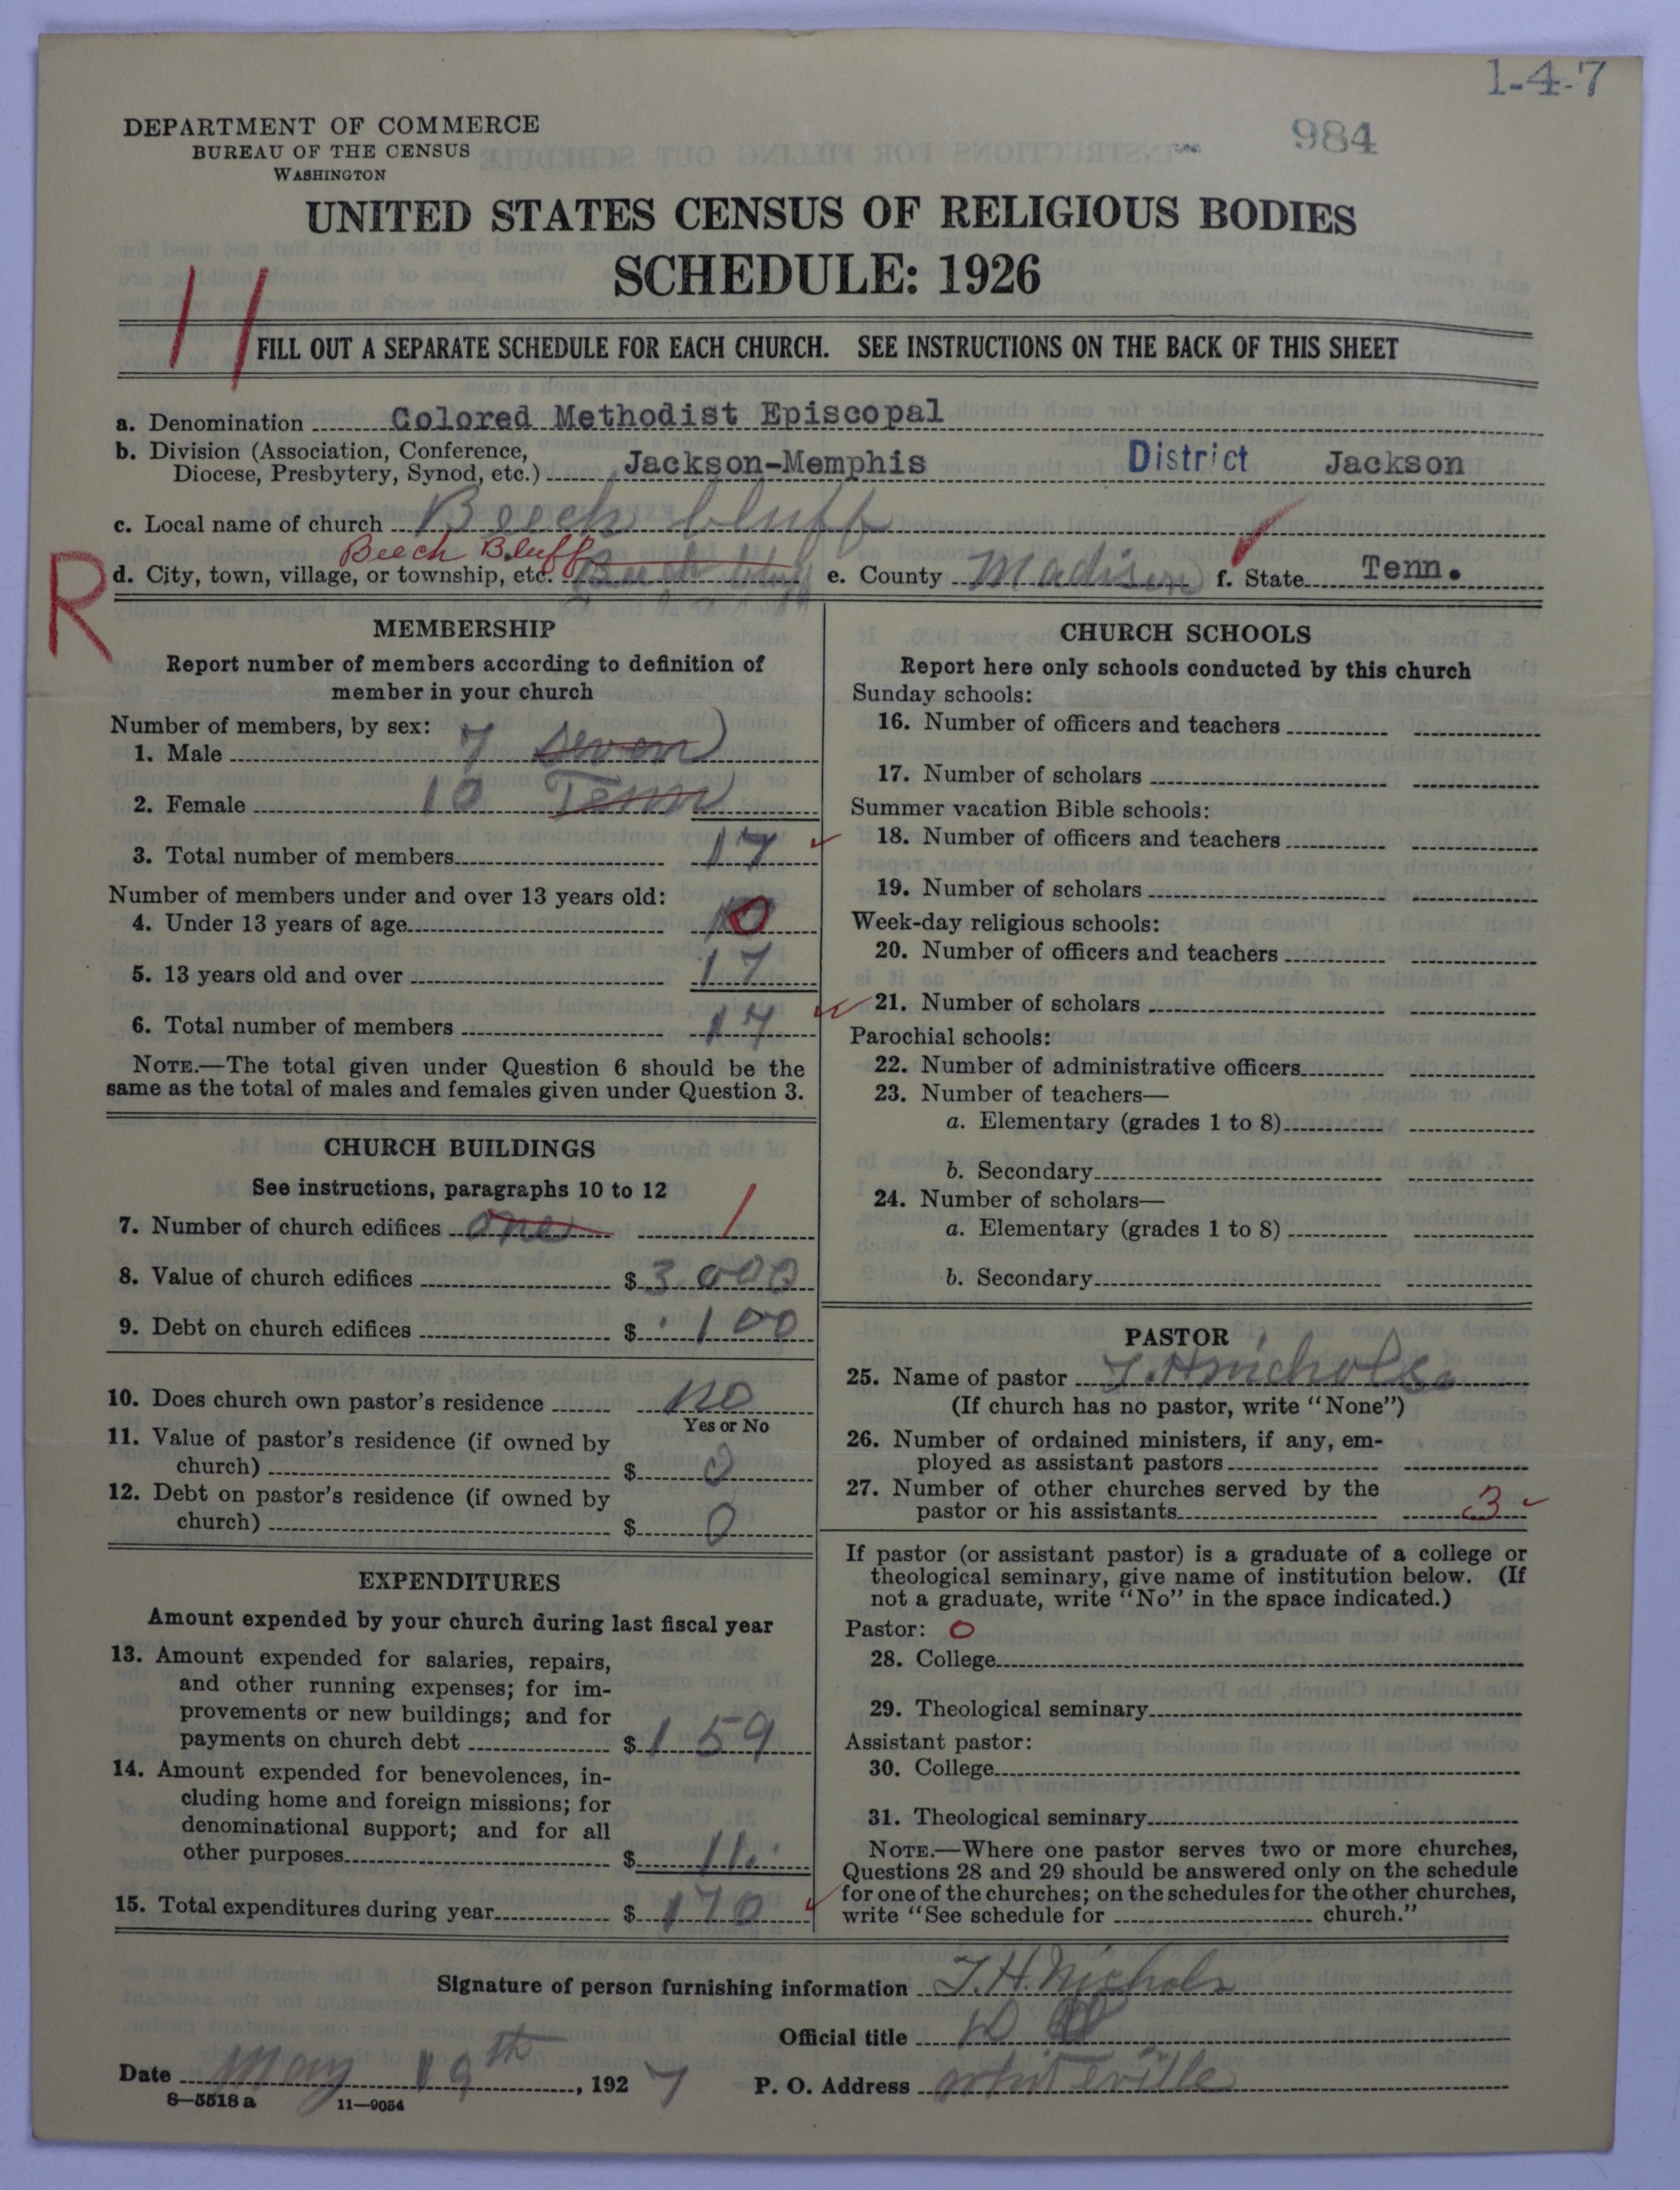 1-4-7
984
DEPARTMENT OF COMMERCE
BUREAU OF THE CENSUS
WASHINGTON
UNITED STATES CENSUS OF RELIGIOUS BODIES
SCHEDULE: 1926
FILL OUT A SEPARATE SCHEDULE FOR EACH CHURCH. SEE INSTRUCTIONS ON THE BACK OF THIS SHEET
a. Denomination Colored Methodist Episcopal
b. Division (Association, Conference,
Diocese, Presbytery, Synod, etc.) Jackson-Memphis District Jackson
c. Local name of church Beech bluff
Beech Bluff
R
d. City, town, village, or township, etc. Beech bluff e. County Madison f. State Tenn.
MEMBERSHIP
Report number of members according to definition of
member in your church
Number of members, by sex:
1. Male 7 Seven
2. Female 10 Tenn
3. Total number of members 17
Number of members under and over 13 years old:
4. Under 13 years of age 0
5. 13 years old and over 17
6. Total number of members 17
NOTE.—The total given under Question 6 should be the
same as the total of males and females given under Question 3.
CHURCH BUILDINGS
See instructions, paragraphs 10 to 12
7. Number of church edifices one 1
8. Value of church edifices $ 3.000
9. Debt on church edifices $ 100
10. Does church own pastor's residence No
Yes or No
11. Value of pastor's residence (if owned by
church) $ 0
12. Debt on pastor's residence (if owned by
church) $ 0
EXPENDITURES
Amount expended by your church during last fiscal year
13. Amount expended for salaries, repairs,
and other running expenses; for im-
provements or new buildings; and for
payments on church debt $ 159
14. Amount expended for benevolences, in-
cluding home and foreign missions; for
denominational support; and for all
other purposes $ 11.
15. Total expenditures during year $ 170
CHURCH SCHOOLS
Report here only schools conducted by this church
Sunday schools:
16. Number of officers and teachers
17. Number of scholars
Summer vacation Bible schools:
18. Number of officers and teachers
19. Number of scholars
Week-day religious schools:
20. Number of officers and teachers
21. Number of scholars
Parochial schools:
22. Number of administrative officers
23. Number of teachers—
a. Elementary (grades 1 to 8)
b. Secondary
24. Number of scholars—
a. Elementary (grades 1 to 8)
b. Secondary
PASTOR
25. Name of pastor T. H Nichols
(If church has no pastor, write "None")
26. Number of ordained ministers, if any, em-
ployed as assistant pastors
27. Number of other churches served by the
pastor or his assistants 3
If pastor (or assistant pastor) is a graduate of a college or
theological seminary, give name of institution below. (If
not a graduate, write "No" in the space indicated.)
Pastor: O
28. College
29. Theological seminary
Assistant pastor:
30. College
31. Theological seminary
NOTE.—Where one pastor serves two or more churches,
Questions 28 and 29 should be answered only on the schedule
for one of the churches; on the schedules for the other churches,
write "See schedule for church."
Signature of person furnishing information T. H. Nichols
Official title
Date May 19th, 1927 P. O. Address Whiteville
8—5518 a 11—9054